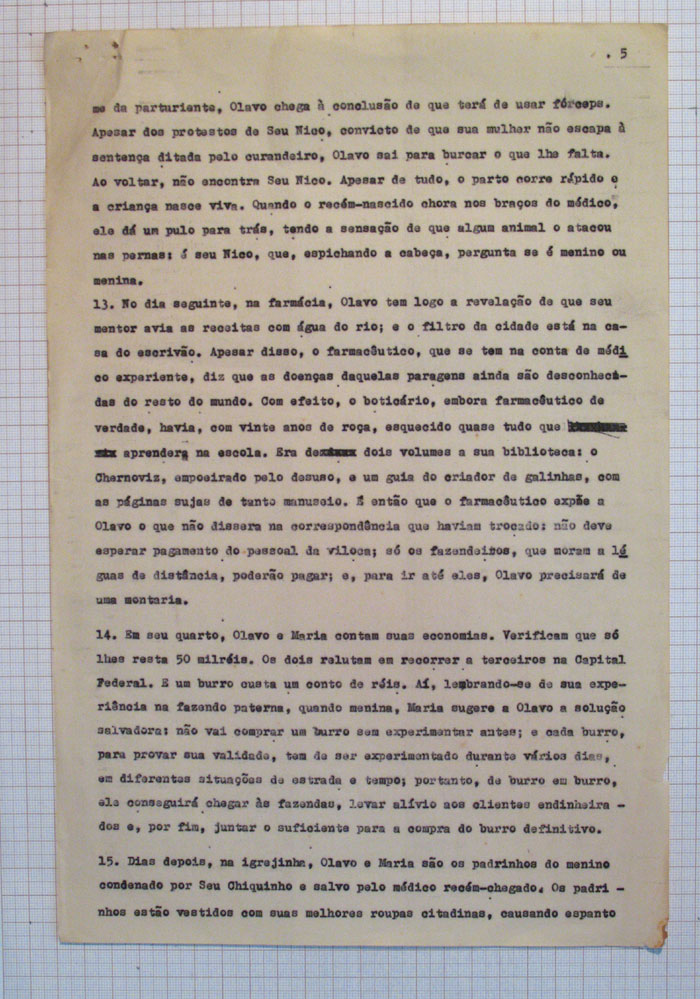 . 5
me da parturiente, Olavo chega à conclusão de que terá de usar fórceps.
Apesar dos protestos de Seu Nico, convicto de que sua mulher não escapa à
sentença ditada pelo curandeiro, Olavo sai para burcar o que lhe falta.
Ao voltar, não encontra Seu Nico. Apesar de tudo, o parto corre rápido e
a criança nasce viva. Quando o recém-nascido chora nos braços do médico,
ele dá um pulo para trás, tendo a sensação de que algum animal o atacou
nas pernas: é seu Nico, que, espichando a cabeça, pergunta se é menino ou
menina.
13. No dia seguinte, na farmácia, Olavo tem logo a revelação de que seu
mentor avia as receitas com água do rio; e o filtro da cidade está na ca-
sa do escrivão. Apesar disso, o farmacêutico, que se tem na conta de médi
co experiente, diz que as doenças daquelas paragens ainda são desconheci-
das do resto do mundo. Com efeito, o boticário, embora farmacêutico de
verdade, havia, com vinte anos de roça, esquecido quase tudo que
aprendera na escola. Era de dois volumes a sua biblioteca: o
Chernoviz, empoeirado pelo desuso, e um guia do criador de galinhas, com
as páginas sujas de tanto manuseio. É então que o farmacêutico expõe a
Olavo o que não dissera na correspondência que haviam trocado: não deve
esperar pagamento do pessoal da viloca; só os fazendeiros, que moram a lé
guas de distância, poderão pagar; e, para ir até eles, Olavo precisará de
uma montaria.
14. Em seu quarto, Olavo e Maria contam suas economias. Verificam que só
lhes resta 50 milréis. Os dois relutam em recorrer a terceiros na Capital
Federal. E um burro custa um conto de réis. Aí, lembrando-se de sua expe-
riência na fazendo paterna, quando menina, Maria sugere a Olavo a solução
salvadora: não vai comprar um burro sem experimentar antes; e cada burro,
para provar sua validade, tem de ser experimentado durante vários dias,
em diferentes situações de estrada e tempo; portanto, de burro em burro,
ele conseguirá chegar às fazendas, levar alívio aos clientes endinheira -
dos e, por fim, juntar o suficiente para a compra do burro definitivo.
15. Dias depois, na igrejinha, Olavo e Maria são os padrinhos do menino
condenado por Seu Chiquinho e salvo pelo médico recém-chegado. Os padri -
nhos estão vestidos com suas melhores roupas citadinas, causando espanto